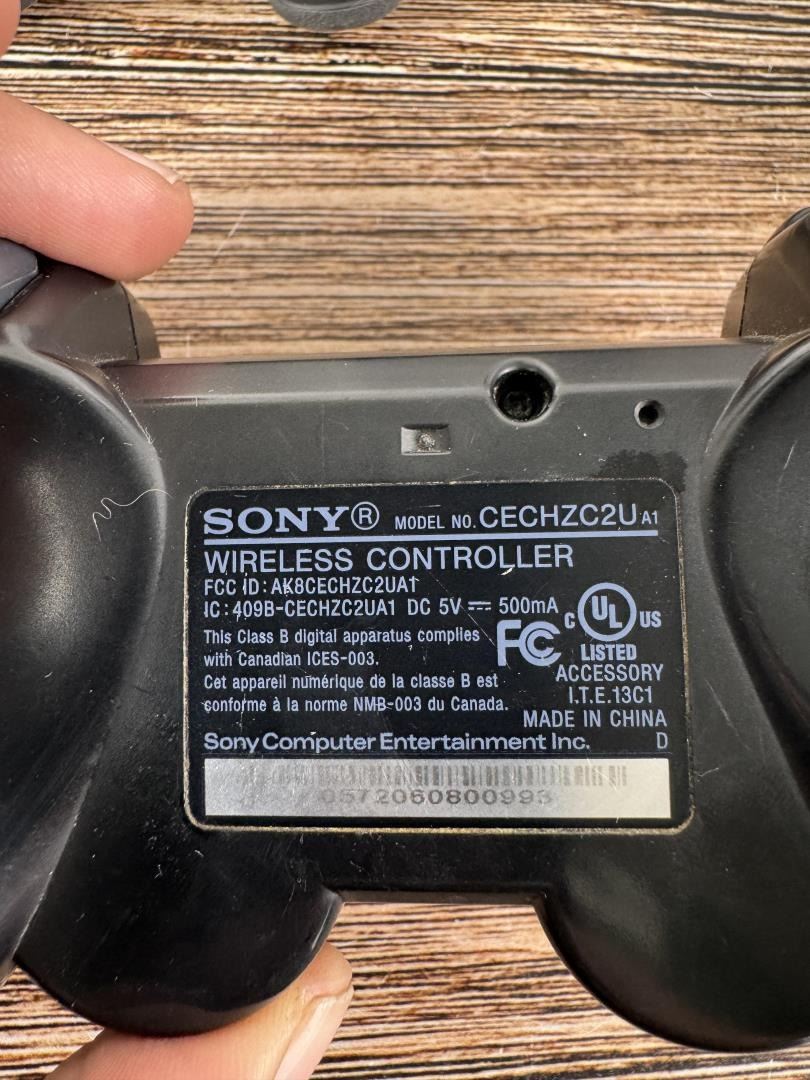 SONY® MODEL NO. CECHZC2U A1
WIRELESS CONTROLLER
FCC ID: AK8CECHZC2UA1
IC: 409B-CECHZC2UA1 DC 5V ⎓ 500mA
This Class B digital apparatus complies
with Canadian ICES-003.
Cet appareil numérique de la classe B est
conforme à la norme NMB-003 du Canada.
FC
C UL US
LISTED
ACCESSORY
I.T.E.13C1
MADE IN CHINA
Sony Computer Entertainment Inc. D
0572060800993